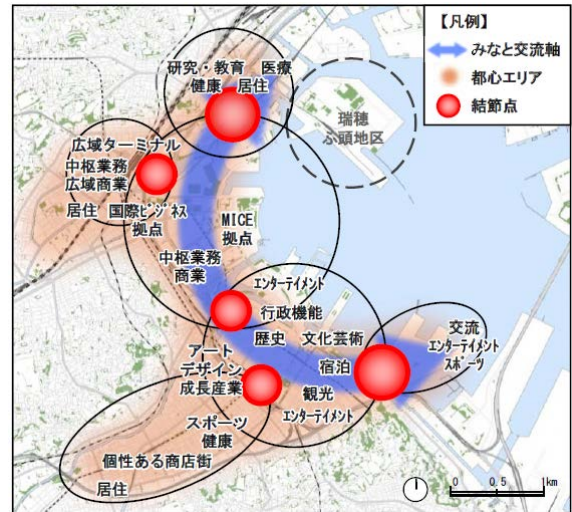 【凡例】
みなと交流軸
都心エリア
結節点
研究・教育 医療
健康 居住
瑞穂
ふ頭地区
広域ターミナル
中枢業務
広域商業
居住 国際ビジネス
拠点
MICE
拠点
中枢業務
商業
エンターテイメント
行政機能
歴史 文化芸術
交流
エンターテイメント
スポーツ
アート
デザイン
成長産業
宿泊
観光
エンターテイメント
スポーツ
健康
個性ある商店街
居住
0 0.5 1km